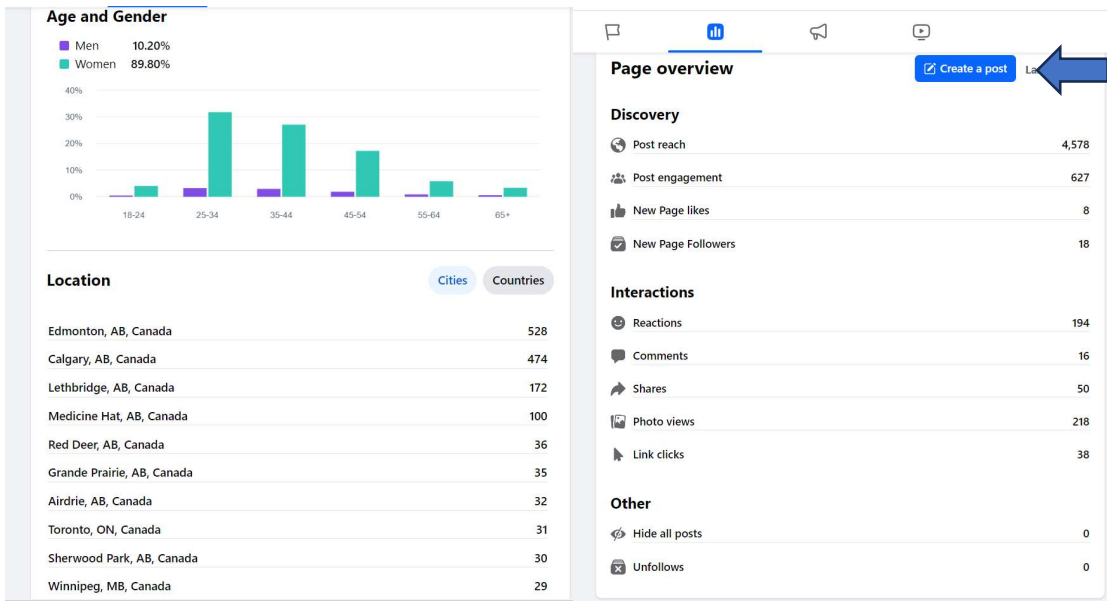 Age and Gender
Men 10.20%
Women 89.80%
40%
30%
20%
10%
0%
18-24 25-34 35-44 45-54 55-64 65+
Location
Cities Countries
Edmonton, AB, Canada 528
Calgary, AB, Canada 474
Lethbridge, AB, Canada 172
Medicine Hat, AB, Canada 100
Red Deer, AB, Canada 36
Grande Prairie, AB, Canada 35
Airdrie, AB, Canada 32
Toronto, ON, Canada 31
Sherwood Park, AB, Canada 30
Winnipeg, MB, Canada 29
Page overview
Create a post
Discovery
Post reach 4,578
Post engagement 627
New Page likes 8
New Page Followers 18
Interactions
Reactions 194
Comments 16
Shares 50
Photo views 218
Link clicks 38
Other
Hide all posts 0
Unfollows 0